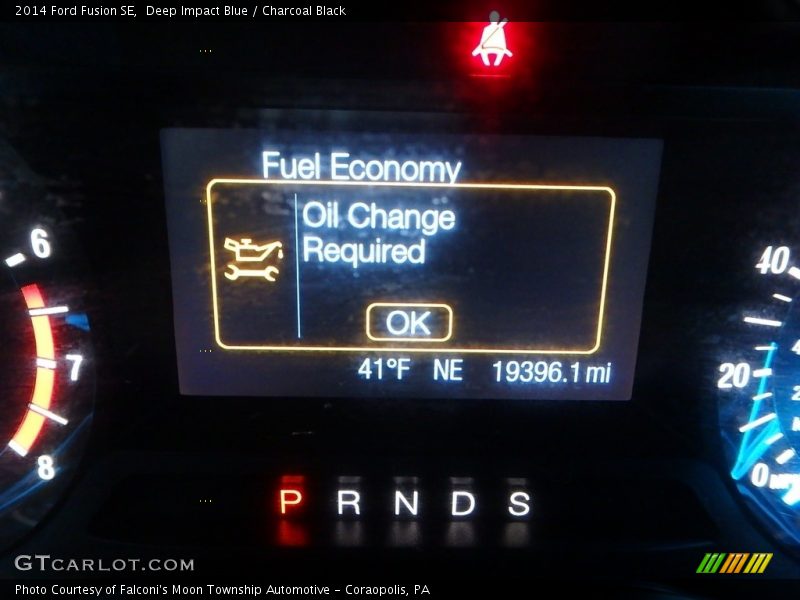 2014 Ford Fusion SE, Deep Impact Blue / Charcoal Black
Fuel Economy
Oil Change
Required
OK
41°F NE 19396.1 mi
6
7
8
40
20
0
P R N D S
GTCARLOT.COM
Photo Courtesy of Falconi's Moon Township Automotive - Coraopolis, PA